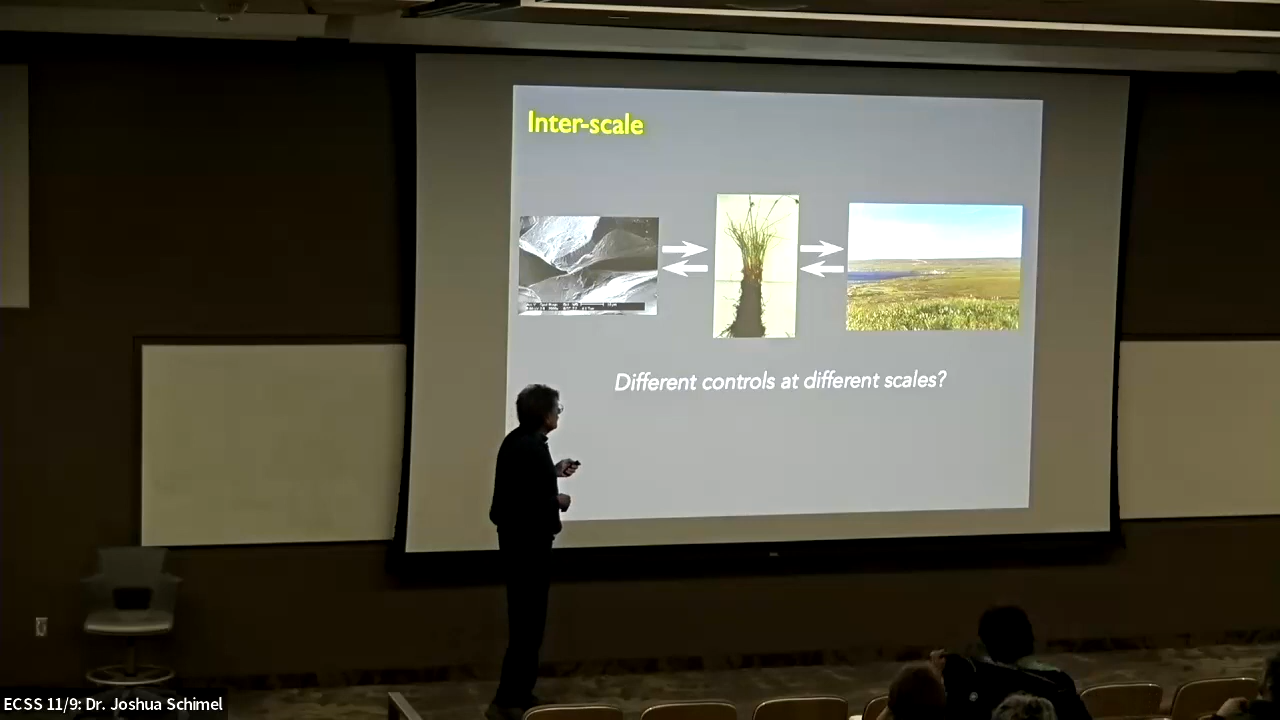 Inter-scale
Different controls at different scales?
ECSS 11/9: Dr. Joshua Schimel